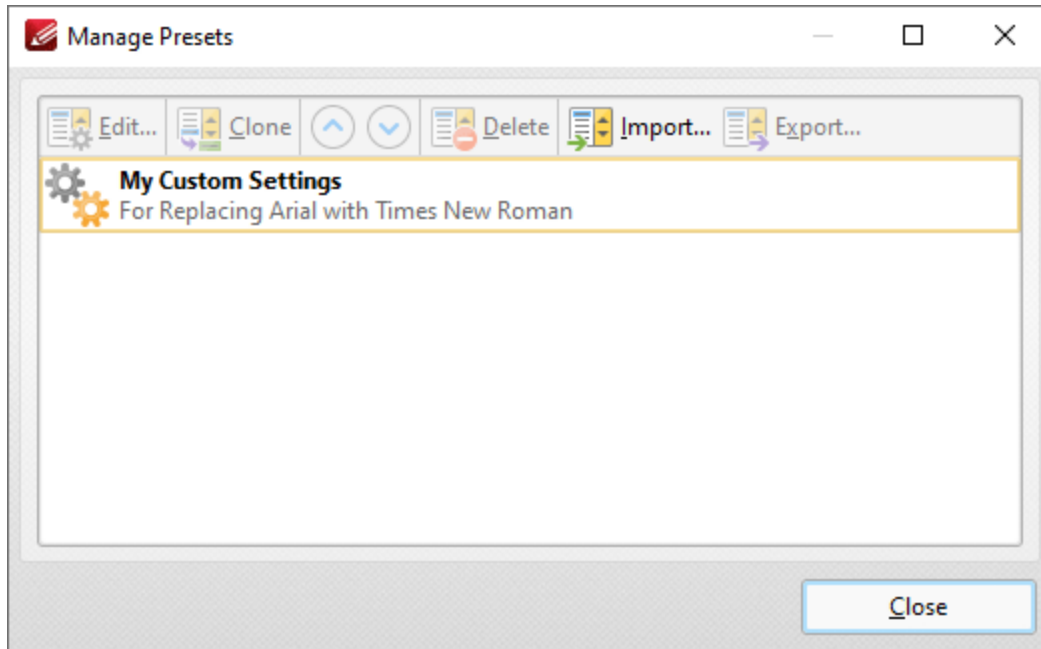 Manage Presets
Edit... Clone Delete Import... Export...
My Custom Settings
For Replacing Arial with Times New Roman
Close